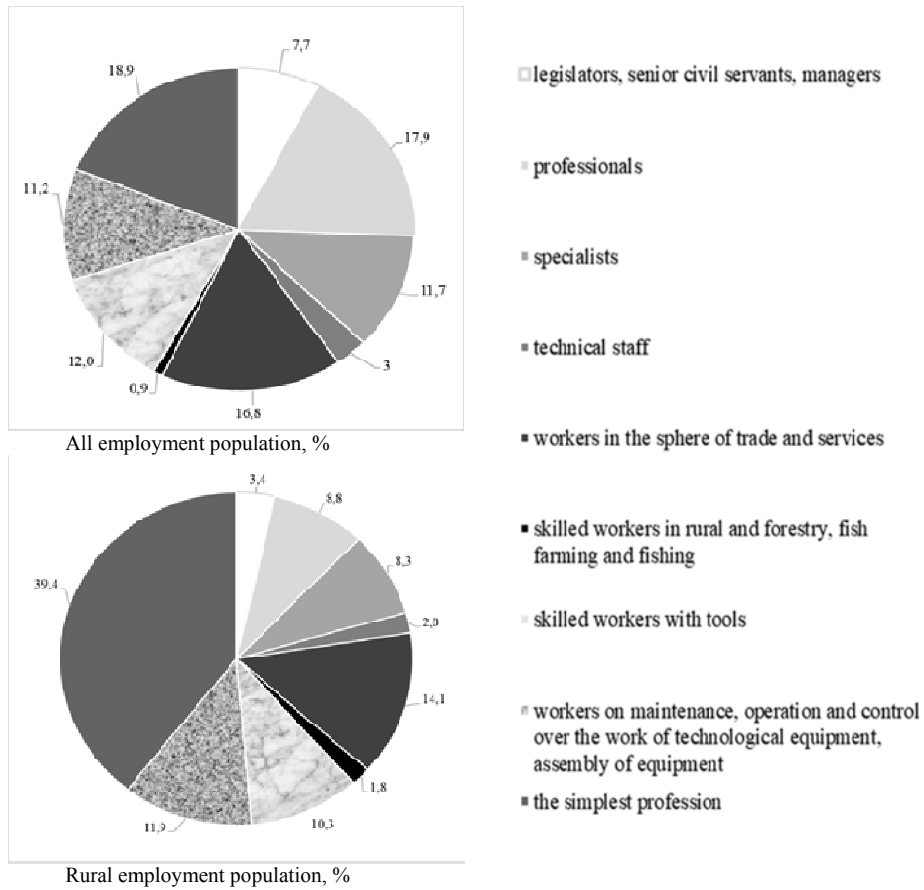 7,7
17,9
11,7
3
16,8
0,9
12,0
11,2
18,9
All employment population, %
3,4
8,8
8,3
2,0
14,1
1,8
10,3
11,9
39,4
Rural employment population, %
legislators, senior civil servants, managers
professionals
specialists
technical staff
workers in the sphere of trade and services
skilled workers in rural and forestry, fish
farming and fishing
skilled workers with tools
workers on maintenance, operation and control
over the work of technological equipment,
assembly of equipment
the simplest profession